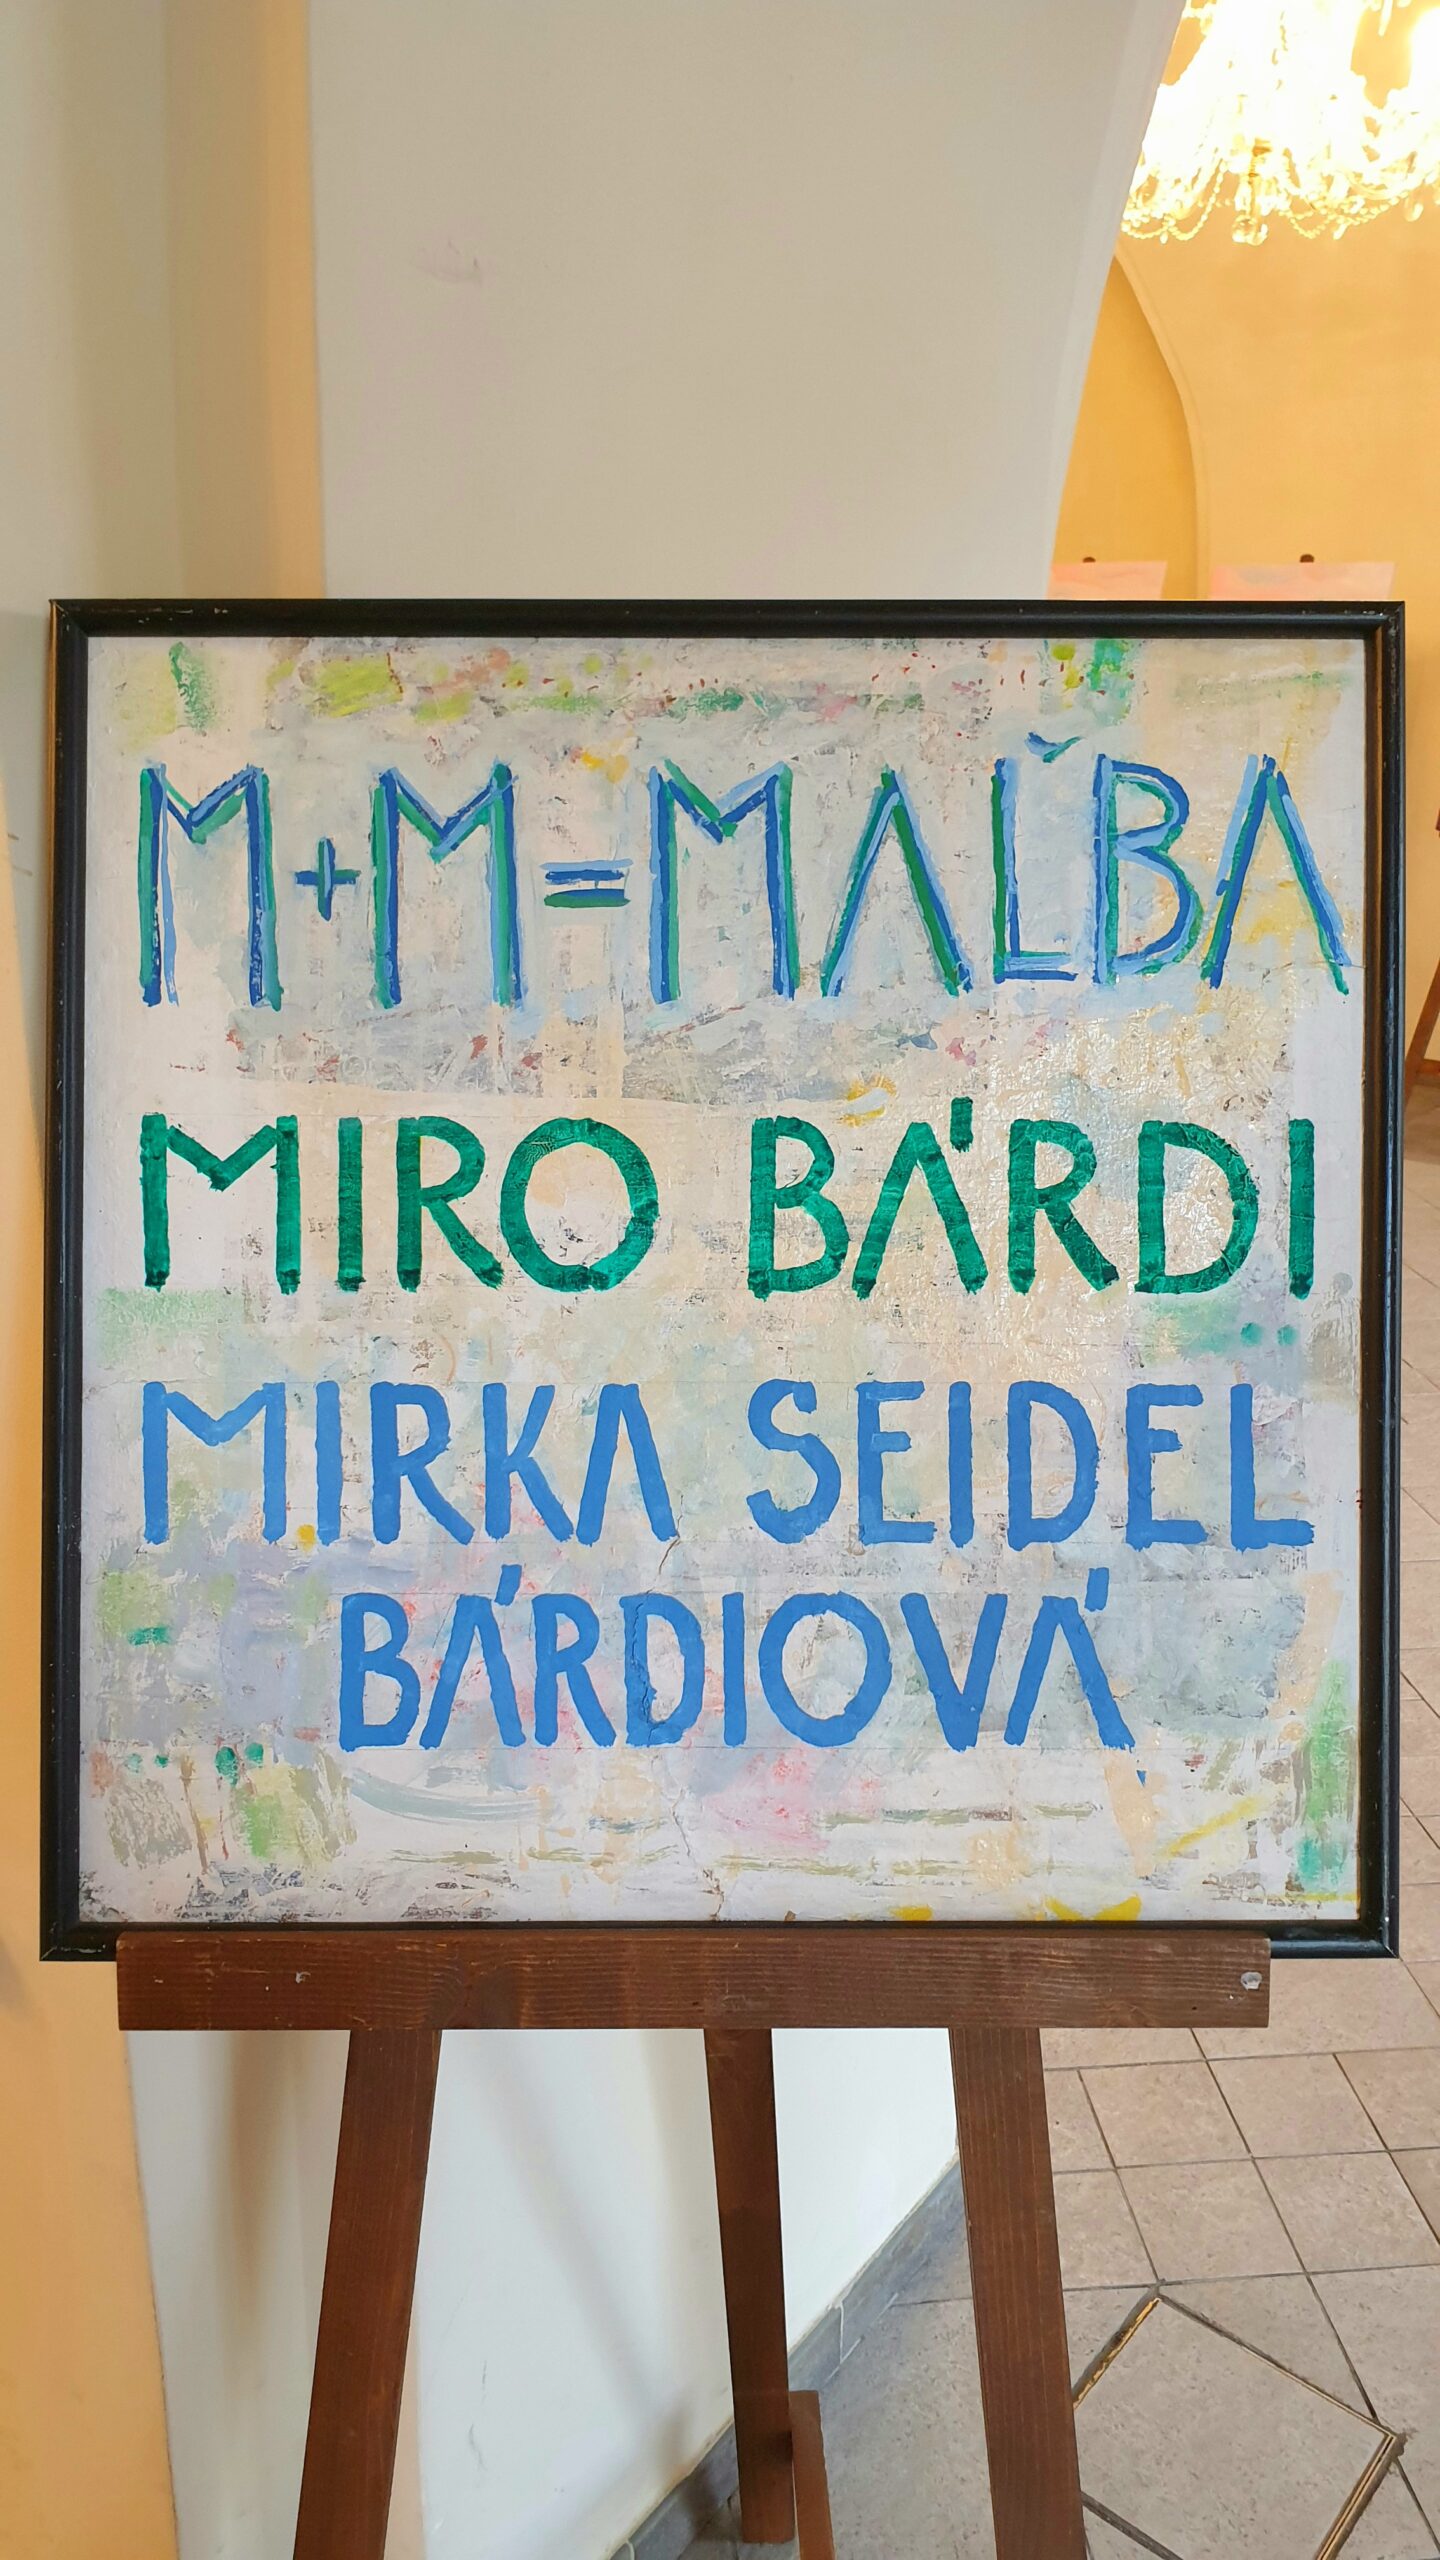 M+M=MAĽBA
MIRO BÁRDI
MIRKA SEIDEL
BÁRDIOVÁ